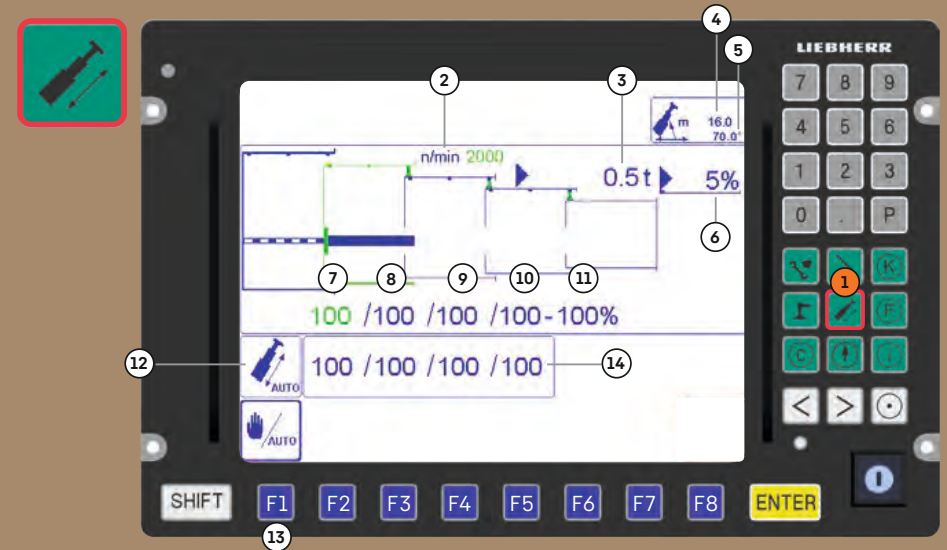 4
LIEBHERR
5
2
3
7 8 9
m 16.0
70.0°
4 5 6
n/min 2000
0.5 t 5%
1 2 3
0 . P
6
K
7 8 9 10 11
1
F
100 /100 /100 /100-100%
C i
12
AUTO
100 /100 /100 /100
14
< >
/AUTO
SHIFT F1 F2 F3 F4 F5 F6 F7 F8 ENTER
13